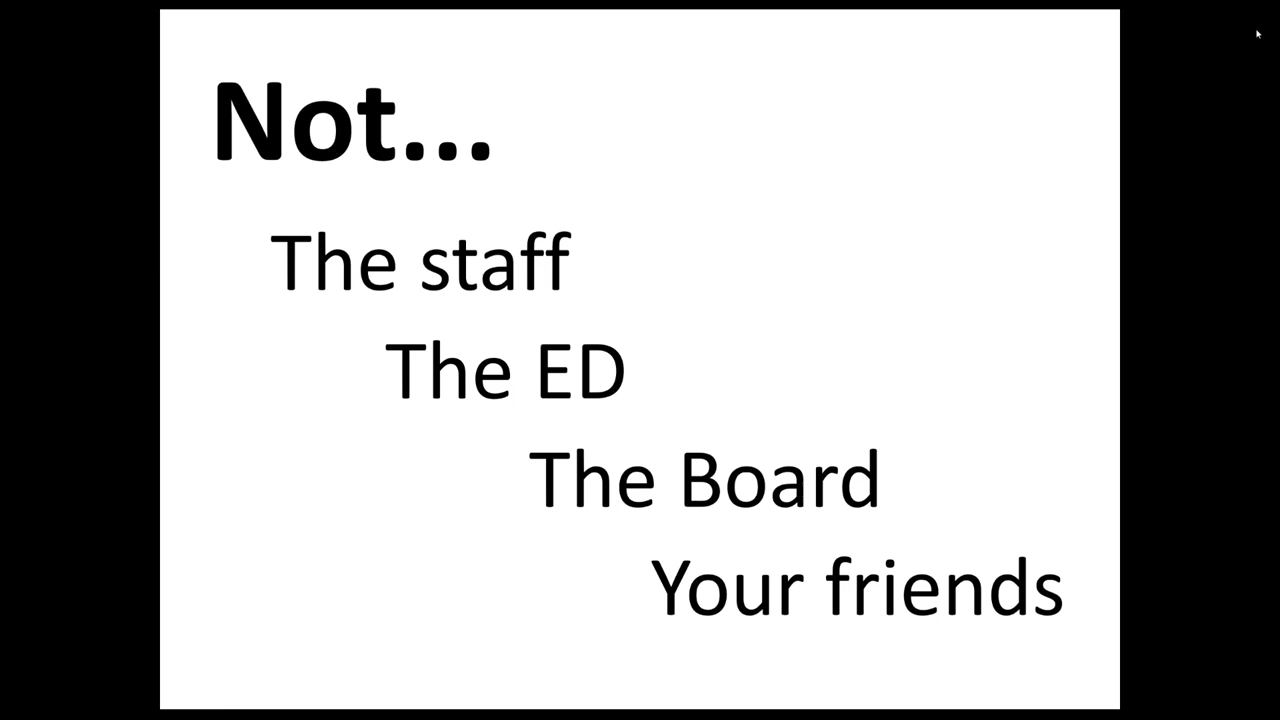 Not...
The staff
The ED
The Board
Your friends